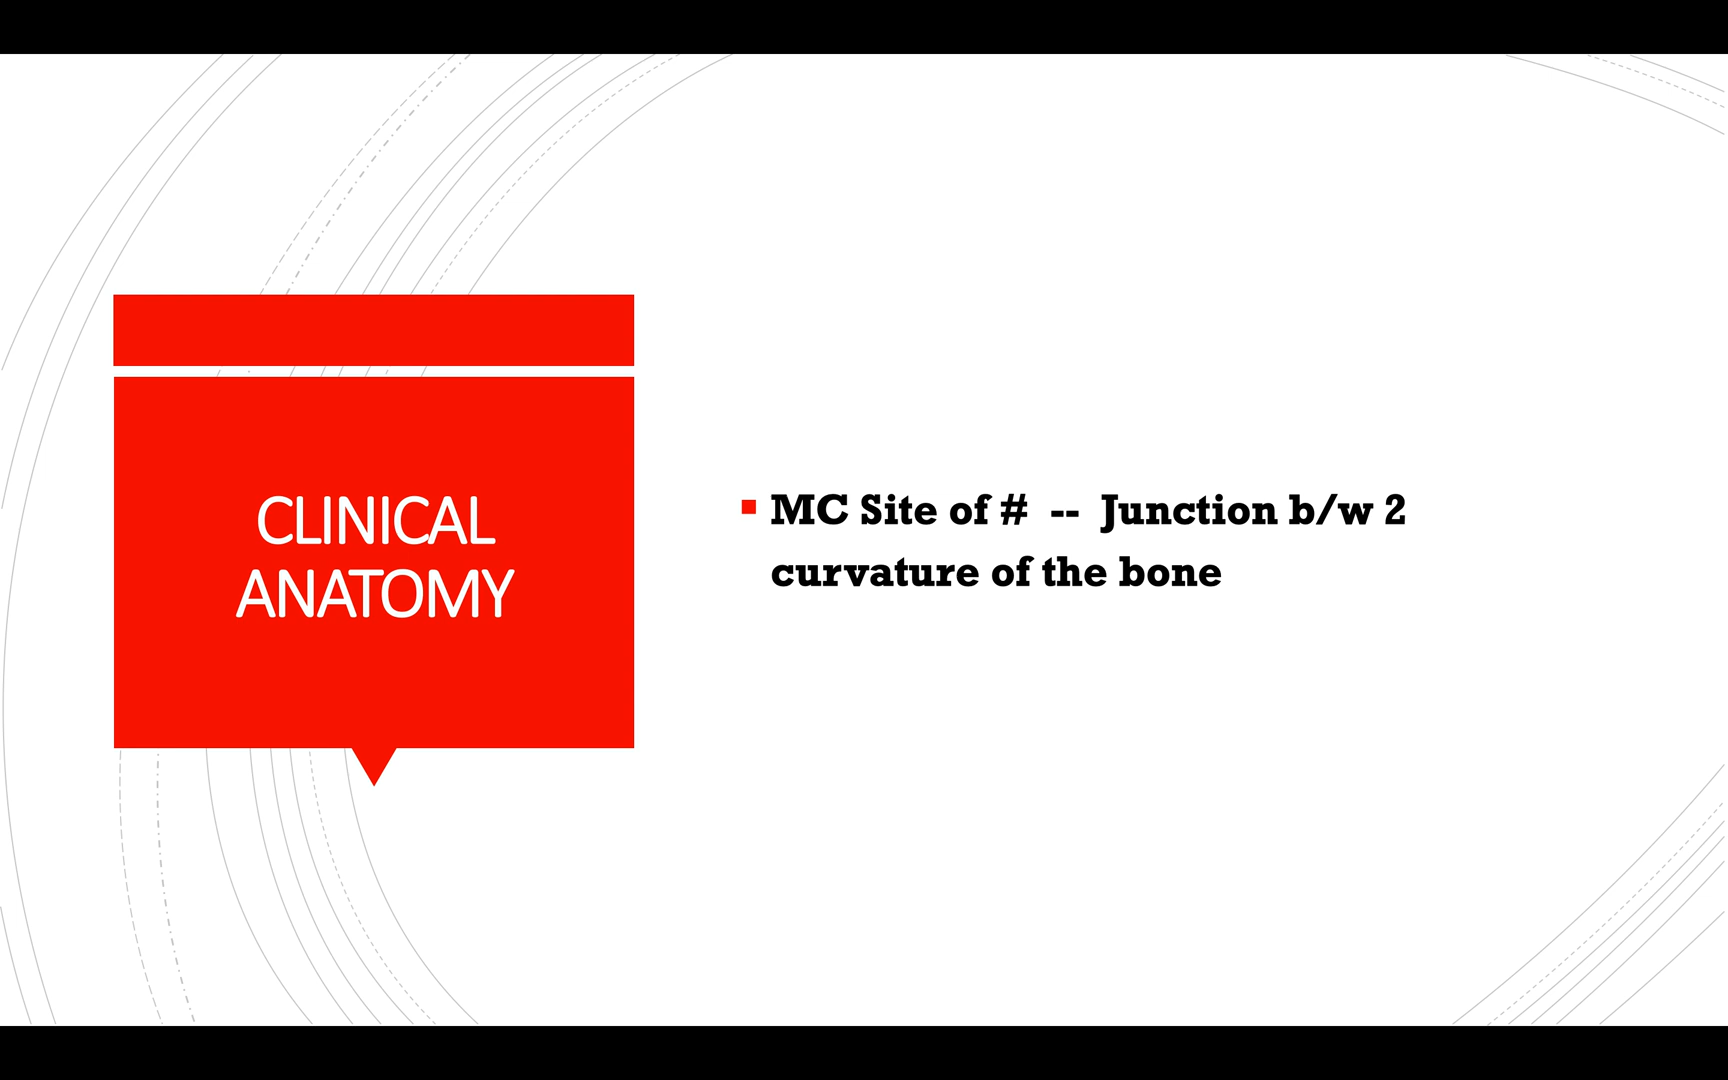 CLINICAL
ANATOMY
MC Site of # -- Junction b/w 2
curvature of the bone